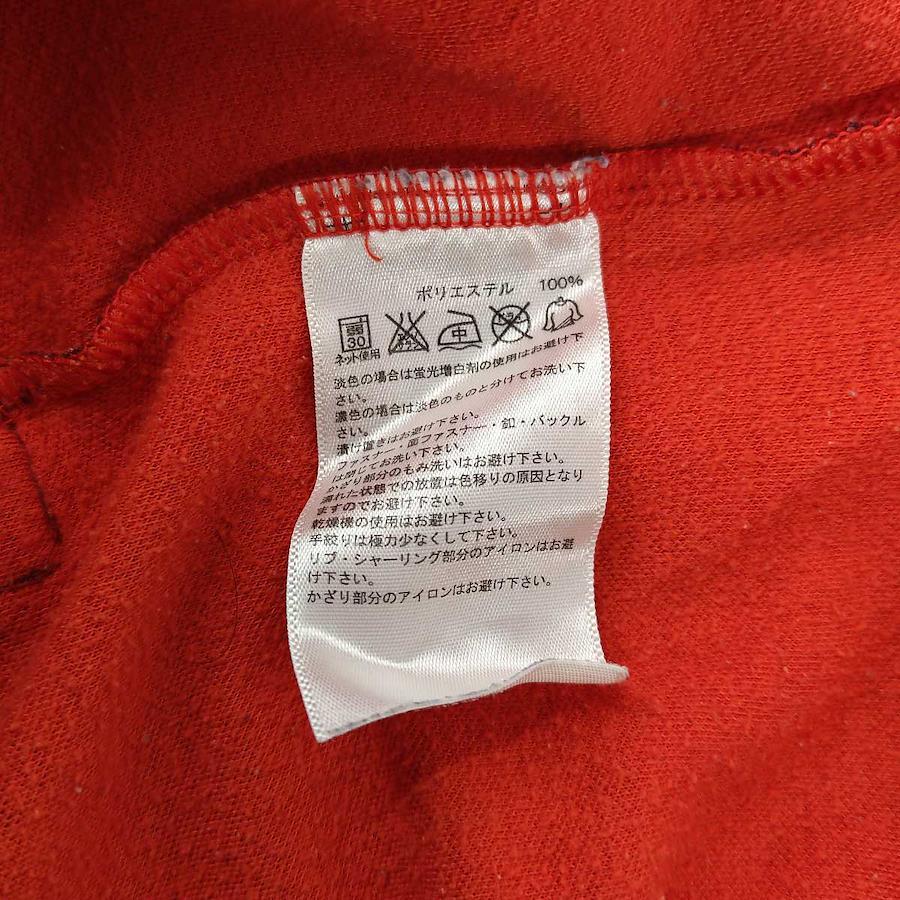 ポリエステル 100%
弱
30
ネット使用
エンソ
サラシ
中
ドライ
淡色の場合は蛍光増白剤の使用はお避け下
さい。
濃色の場合は淡色のものと分けてお洗い下
さい。
漬け置きはお避け下さい。
ファスナー・面ファスナー・釦・バックル
は閉じてお洗い下さい。
かざり部分のもみ洗いはお避け下さい。
濡れた状態での放置は色移りの原因となり
ますのでお避け下さい。
乾燥機の使用はお避け下さい。
手絞りは極力少なくして下さい。
リブ・シャーリング部分のアイロンはお避
け下さい。
かざり部分のアイロンはお避け下さい。